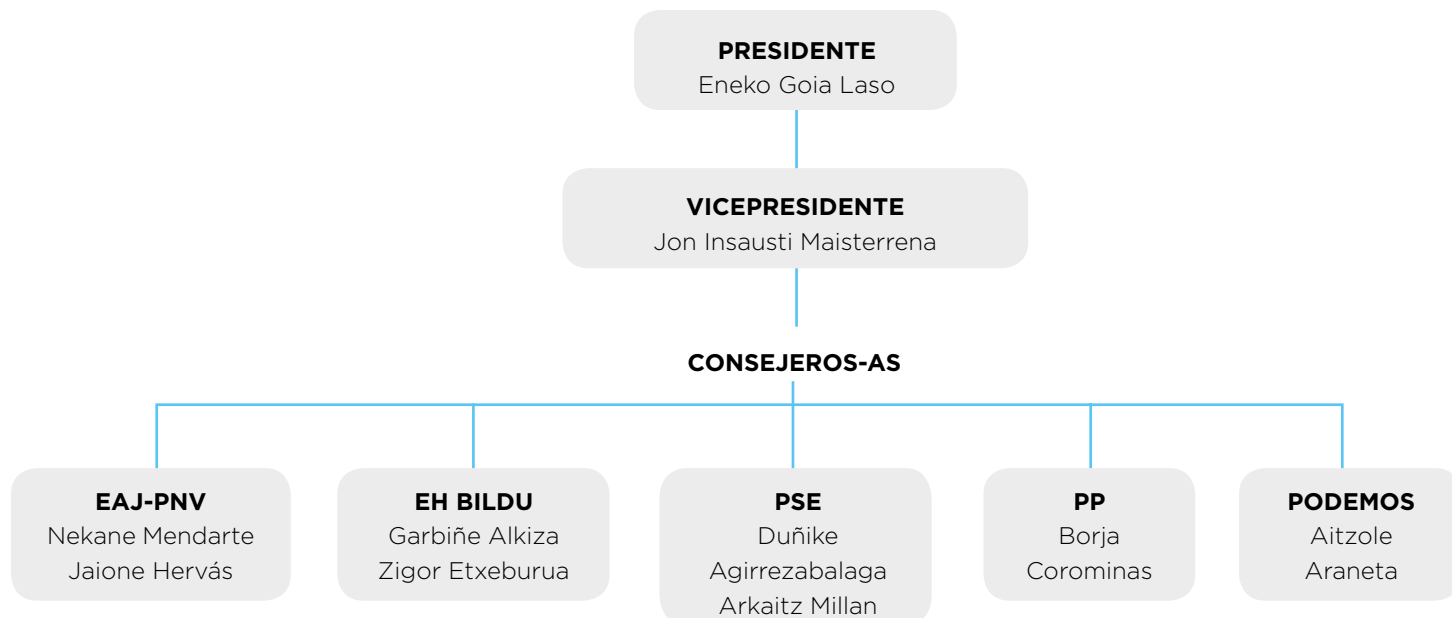 PRESIDENTE
Eneko Goia Laso
VICEPRESIDENTE
Jon Insausti Maisterrena
CONSEJEROS-AS
EAJ-PNV
Nekane Mendarte
Jaione Hervás
EH BILDU
Garbiñe Alkiza
Zigor Etxeburua
PSE
Duñike
Agirrezabalaga
Arkaitz Millan
PP
Borja
Corominas
PODEMOS
Aitzole
Araneta